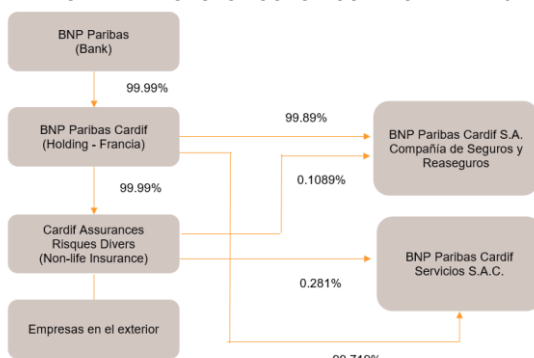 BNP Paribas
(Bank)
99.99%
BNP Paribas Cardif
(Holding - Francia)
99.89%
BNP Paribas Cardif S.A.
Compañía de Seguros y
Reaseguros
99.99%
0.1089%
Cardif Assurances
Risques Divers
(Non-life Insurance)
BNP Paribas Cardif
Servicios S.A.C.
0.281%
Empresas en el exterior
99.719%